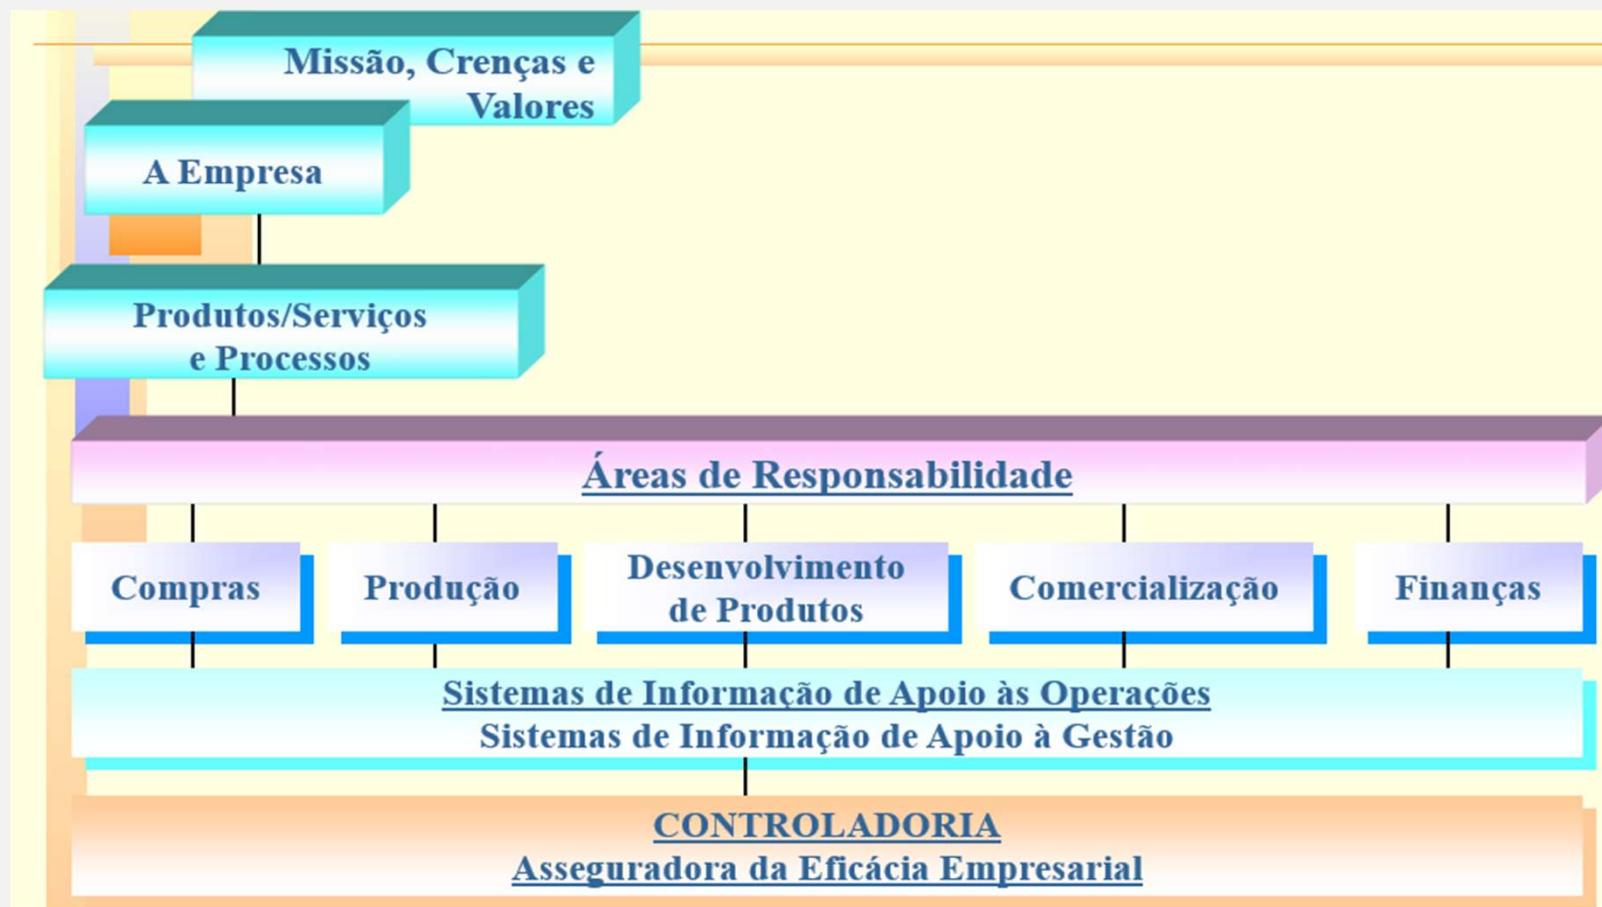 Missão, Crenças e
Valores
A Empresa
Produtos/Serviços
e Processos
Áreas de Responsabilidade
Compras
Produção
Desenvolvimento
de Produtos
Comercialização
Finanças
Sistemas de Informação de Apoio às Operações
Sistemas de Informação de Apoio à Gestão
CONTROLADORIA
Asseguradora da Eficácia Empresarial